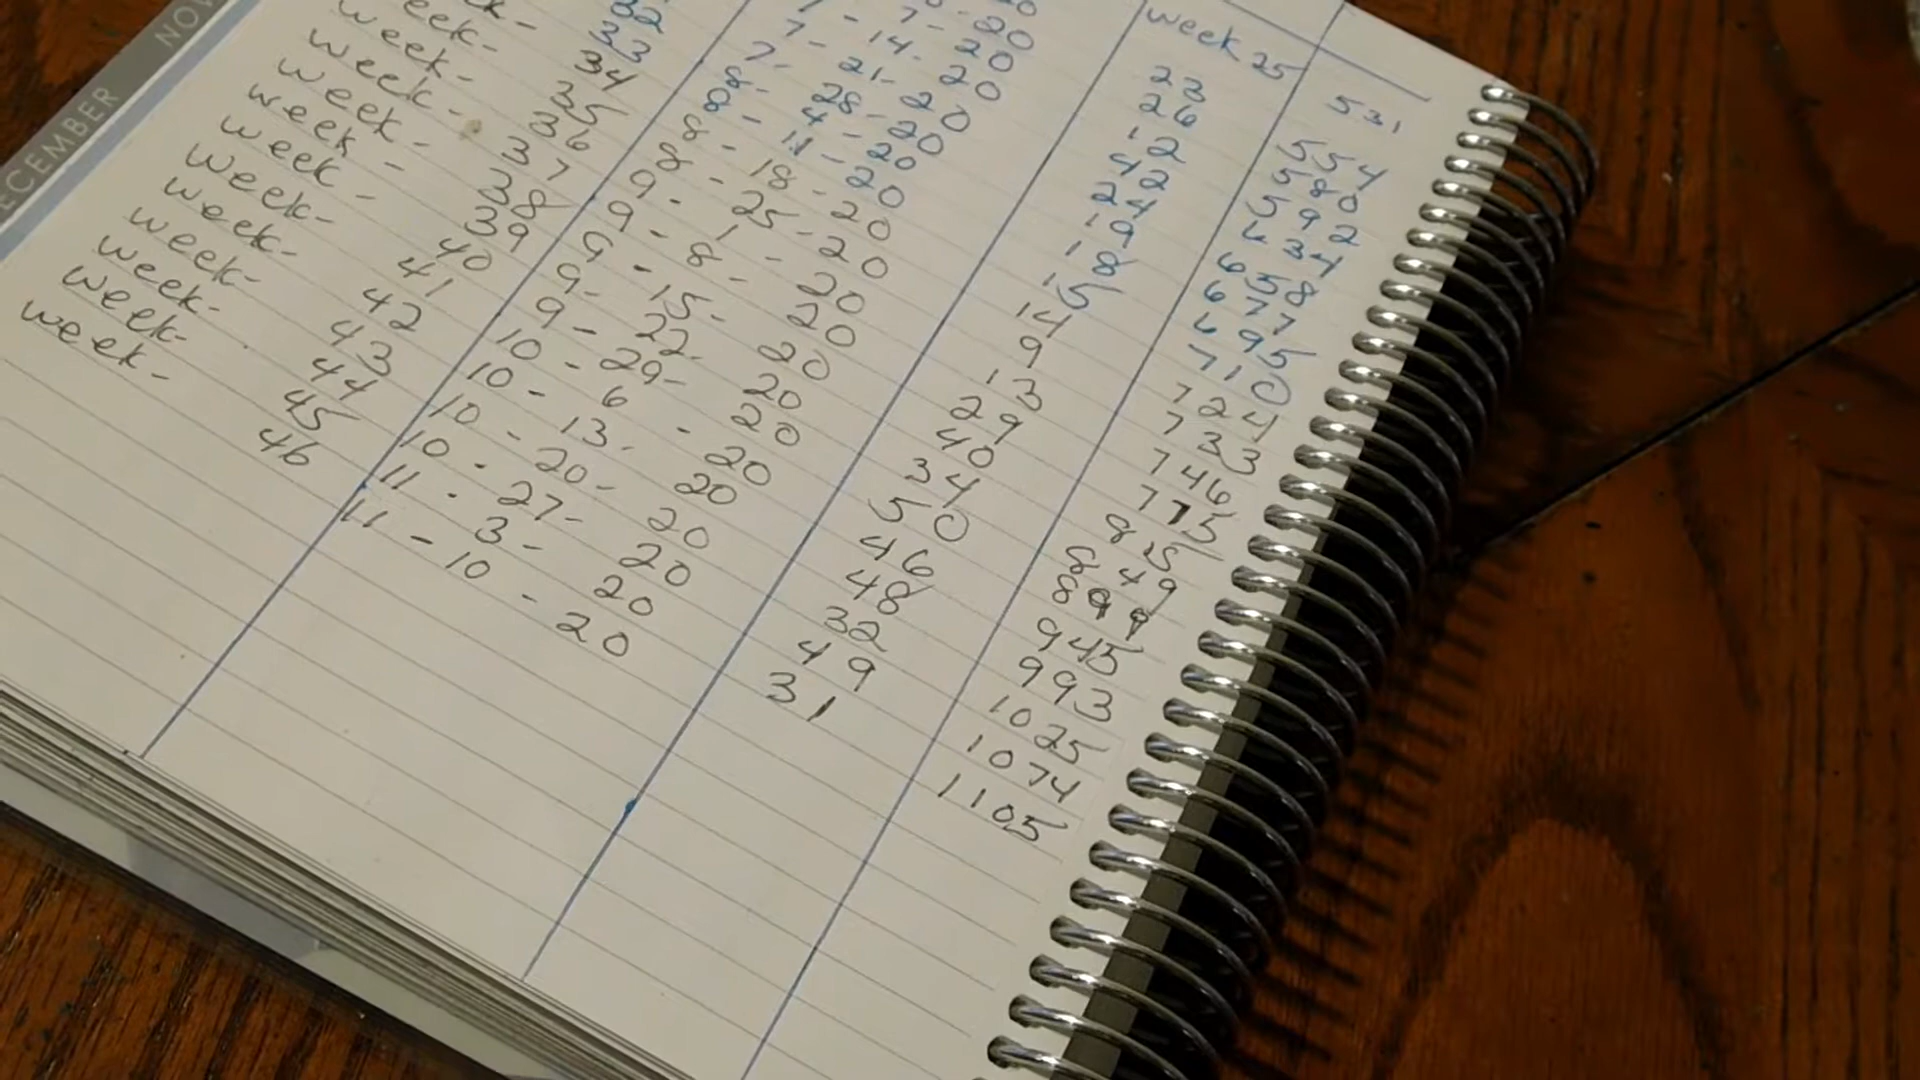 week 25 531
23 554
7 - 20 26 580
7 - 14 - 20 12 592
7 - 21 - 20 42 634
28 - 20 24 658
32 8 - 4 - 20 19 677
33 8 - 11 - 20 18 695
34 8 - 18 - 20 15 710
35 8 - 25 - 20 14 724
week - 36 9 - 1 - 20 9 733
week - 37 9 - 8 - 20 13 746
week - 38 9 - 15 - 20 29 775
week - 39 9 - 22 - 20 40 815
week - 40 9 - 29 - 20 34 849
week - 41 10 - 6 - 20 50 899
week - 42 10 - 13 - 20 46 945
week - 43 10 - 20 - 20 48 993
week - 44 10 - 27 - 20 32 1025
week - 45 11 - 3 - 20 49 1074
week - 46 11 - 10 - 20 31 1105